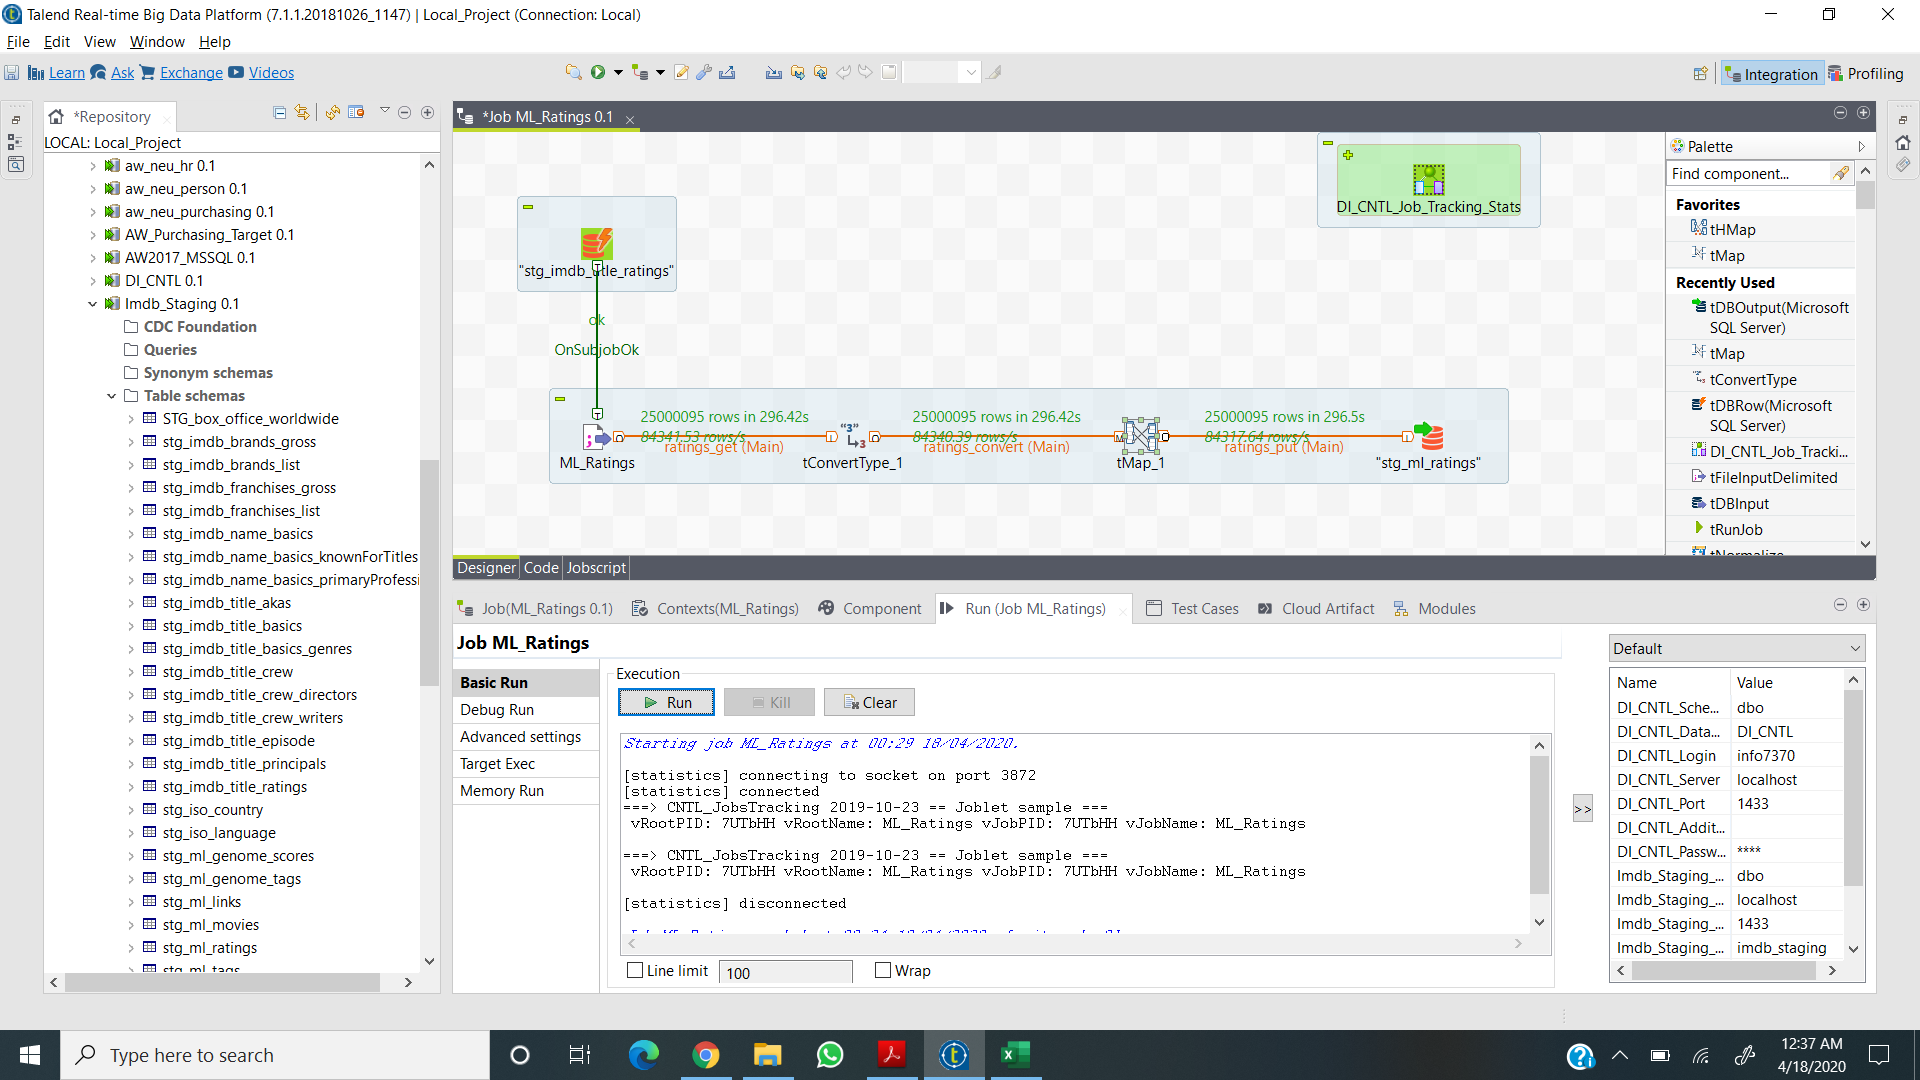 Talend Real-time Big Data Platform (7.1.1.20181026_1147) | Local_Project (Connection: Local)
File Edit View Window Help
Learn Ask Exchange Videos
Integration Profiling
*Repository
LOCAL: Local_Project
aw_neu_hr 0.1
aw_neu_person 0.1
aw_neu_purchasing 0.1
AW_Purchasing_Target 0.1
AW2017_MSSQL 0.1
DI_CNTL 0.1
Imdb_Staging 0.1
CDC Foundation
Queries
Synonym schemas
Table schemas
STG_box_office_worldwide
stg_imdb_brands_gross
stg_imdb_brands_list
stg_imdb_franchises_gross
stg_imdb_franchises_list
stg_imdb_name_basics
stg_imdb_name_basics_knownForTitles
stg_imdb_name_basics_primaryProfessi
stg_imdb_title_akas
stg_imdb_title_basics
stg_imdb_title_basics_genres
stg_imdb_title_crew
stg_imdb_title_crew_directors
stg_imdb_title_crew_writers
stg_imdb_title_episode
stg_imdb_title_principals
stg_imdb_title_ratings
stg_iso_country
stg_iso_language
stg_ml_genome_scores
stg_ml_genome_tags
stg_ml_links
stg_ml_movies
stg_ml_ratings
stg_ml_tags
*Job ML_Ratings 0.1
DI_CNTL_Job_Tracking_Stats
"stg_imdb_title_ratings"
ok
OnSubjobOk
25000095 rows in 296.42s
84341.53 rows/s
ratings_get (Main)
25000095 rows in 296.42s
84340.39 rows/s
ratings_convert (Main)
25000095 rows in 296.5s
84317.64 rows/s
ratings_put (Main)
ML_Ratings
tConvertType_1
tMap_1
"stg_ml_ratings"
Designer Code Jobscript
Palette
Find component...
Favorites
tHMap
tMap
Recently Used
tDBOutput(Microsoft
SQL Server)
tMap
tConvertType
tDBRow(Microsoft
SQL Server)
DI_CNTL_Job_Tracki...
tFileInputDelimited
tDBInput
tRunJob
tNormalize
Job(ML_Ratings 0.1) Contexts(ML_Ratings) Component Run (Job ML_Ratings) Test Cases Cloud Artifact Modules
Job ML_Ratings
Basic Run
Debug Run
Advanced settings
Target Exec
Memory Run
Execution
Run Kill Clear
Starting job ML_Ratings at 00:29 18/04/2020.
[statistics] connecting to socket on port 3872
[statistics] connected
===> CNTL_JobsTracking 2019-10-23 == Joblet sample ===
vRootPID: 7UTbHH vRootName: ML_Ratings vJobPID: 7UTbHH vJobName: ML_Ratings
===> CNTL_JobsTracking 2019-10-23 == Joblet sample ===
vRootPID: 7UTbHH vRootName: ML_Ratings vJobPID: 7UTbHH vJobName: ML_Ratings
[statistics] disconnected
Line limit 100 Wrap
>>
Default
Name Value
DI_CNTL_Sche... dbo
DI_CNTL_Data... DI_CNTL
DI_CNTL_Login info7370
DI_CNTL_Server localhost
DI_CNTL_Port 1433
DI_CNTL_Addit...
DI_CNTL_Passw... ****
Imdb_Staging_... dbo
Imdb_Staging_... localhost
Imdb_Staging_... 1433
Imdb_Staging_... imdb_staging
Type here to search
12:37 AM
4/18/2020